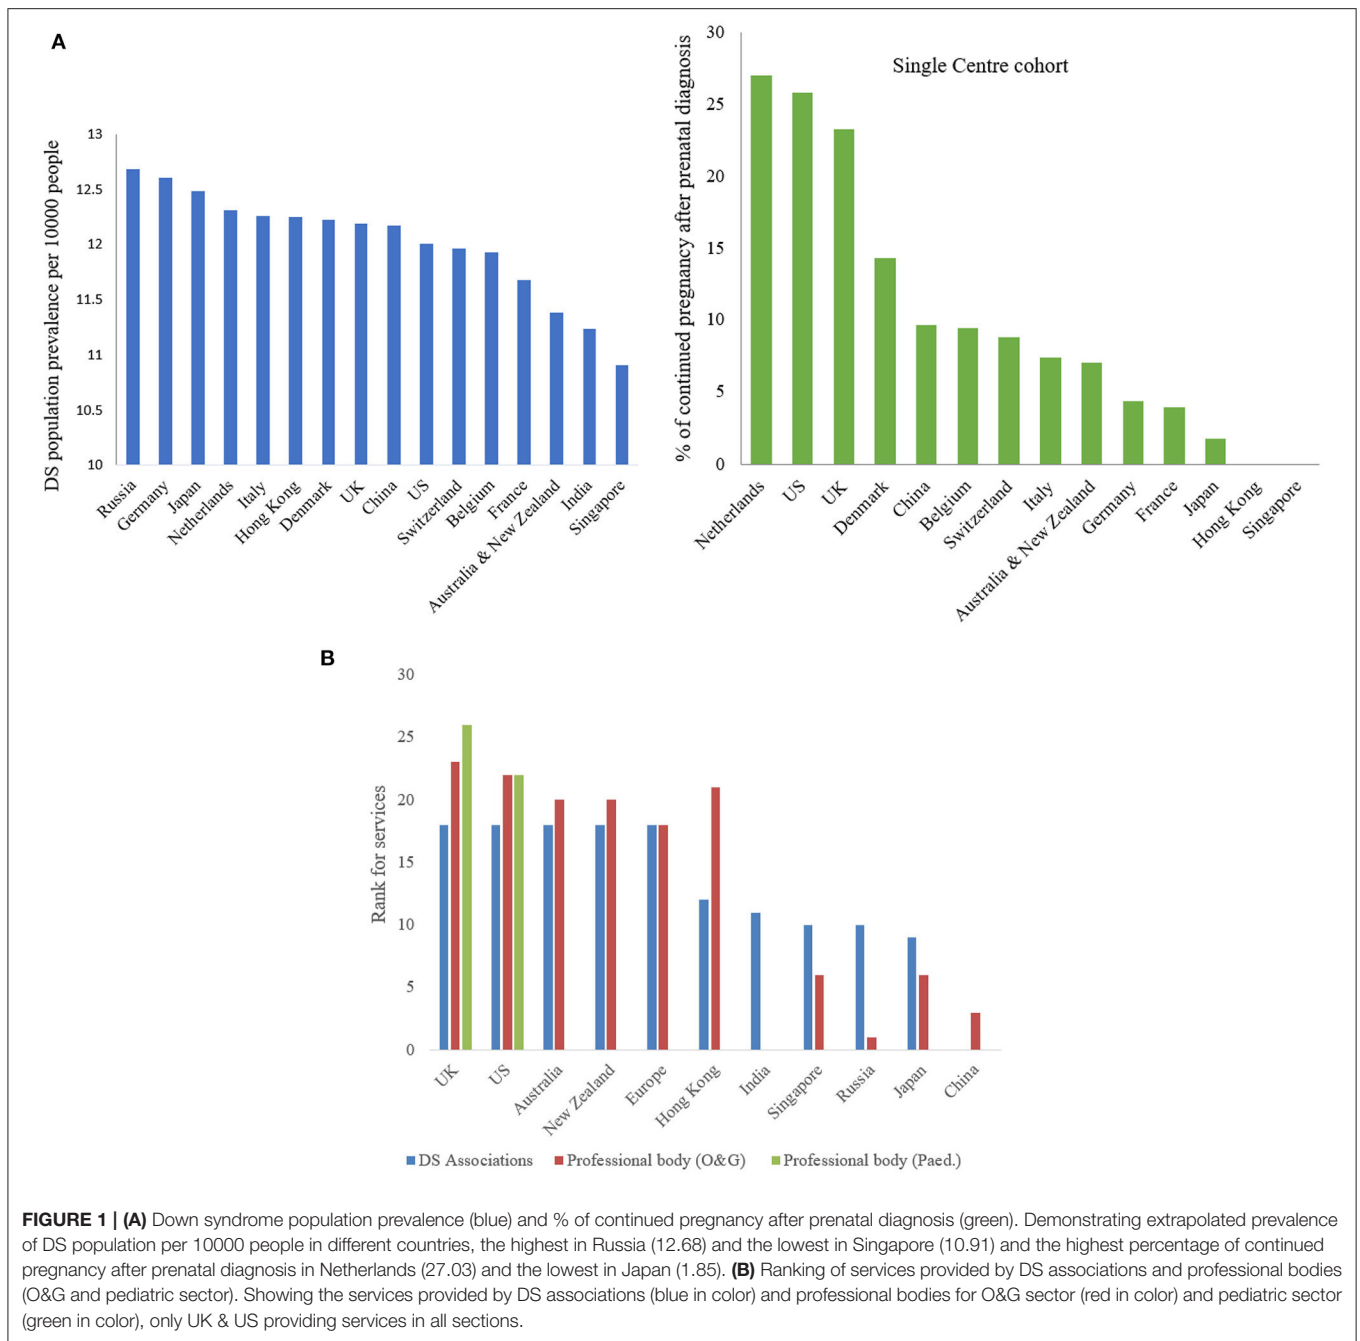 A
DS population prevalence per 10000 people
13
12.5
12
11.5
11
10.5
10
Russia
Germany
Japan
Netherlands
Italy
Hong Kong
Denmark
UK
China
US
Switzerland
Belgium
France
Australia & New Zealand
India
Singapore
% of continued pregnancy after prenatal diagnosis
Single Centre cohort
30
25
20
15
10
5
0
Netherlands
US
UK
Denmark
China
Belgium
Switzerland
Italy
Australia & New Zealand
Germany
France
Japan
Hong Kong
Singapore
B
Rank for services
30
25
20
15
10
5
0
UK
US
Australia
New Zealand
Europe
Hong Kong
India
Singapore
Russia
Japan
China
DS Associations
Professional body (O&G)
Professional body (Paed.)
FIGURE 1 | (A) Down syndrome population prevalence (blue) and % of continued pregnancy after prenatal diagnosis (green). Demonstrating extrapolated prevalence
of DS population per 10000 people in different countries, the highest in Russia (12.68) and the lowest in Singapore (10.91) and the highest percentage of continued
pregnancy after prenatal diagnosis in Netherlands (27.03) and the lowest in Japan (1.85). (B) Ranking of services provided by DS associations and professional bodies
(O&G and pediatric sector). Showing the services provided by DS associations (blue in color) and professional bodies for O&G sector (red in color) and pediatric sector
(green in color), only UK & US providing services in all sections.